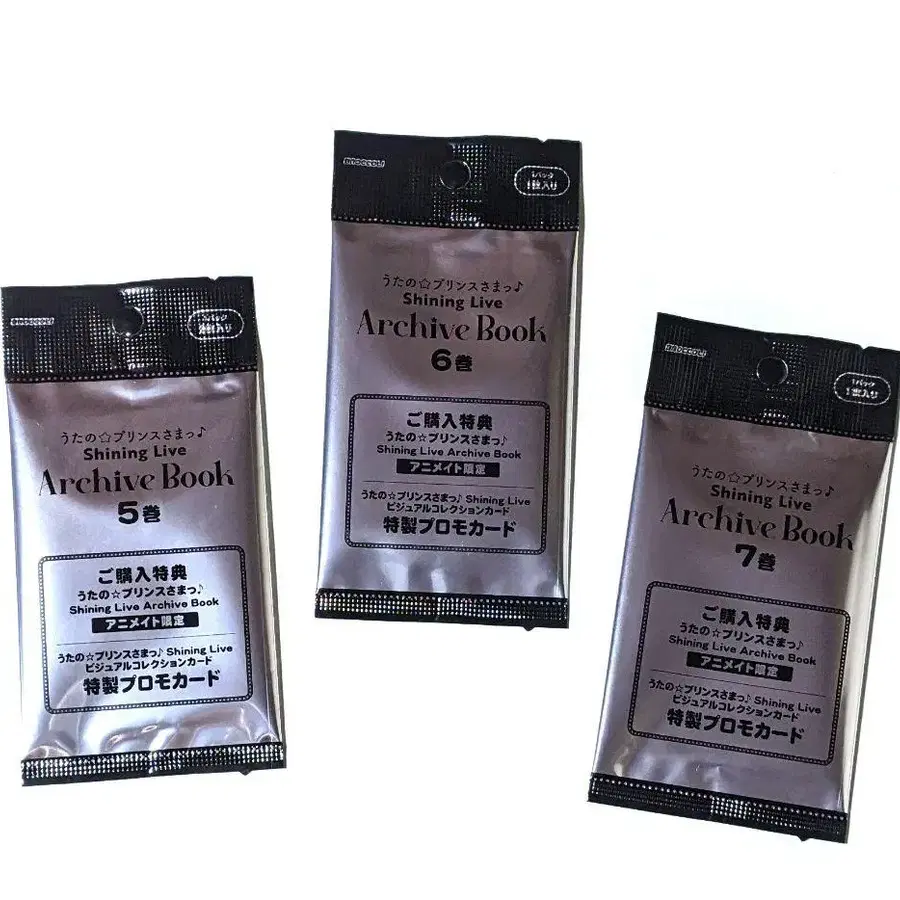 BROCCOLI
1パック
入り
うたの☆プリンスさまっ♪
Shining Live
Archive Book
5巻
ご購入特典
うたの☆プリンスさまっ♪
Shining Live Archive Book
アニメイト限定
うたの☆プリンスさまっ♪ Shining Live
ビジュアルコレクションカード
特製プロモカード
BROCCOLI
1パック
1枚入り
うたの☆プリンスさまっ♪
Shining Live
Archive Book
6巻
ご購入特典
うたの☆プリンスさまっ♪
Shining Live Archive Book
アニメイト限定
うたの☆プリンスさまっ♪ Shining Live
ビジュアルコレクションカード
特製プロモカード
BROCCOLI
1パック
1枚入り
うたの☆プリンスさまっ♪
Shining Live
Archive Book
7巻
ご購入特典
うたの☆プリンスさまっ♪
Shining Live Archive Book
アニメイト限定
うたの☆プリンスさまっ♪ Shining Live
ビジュアルコレクションカード
特製プロモカード